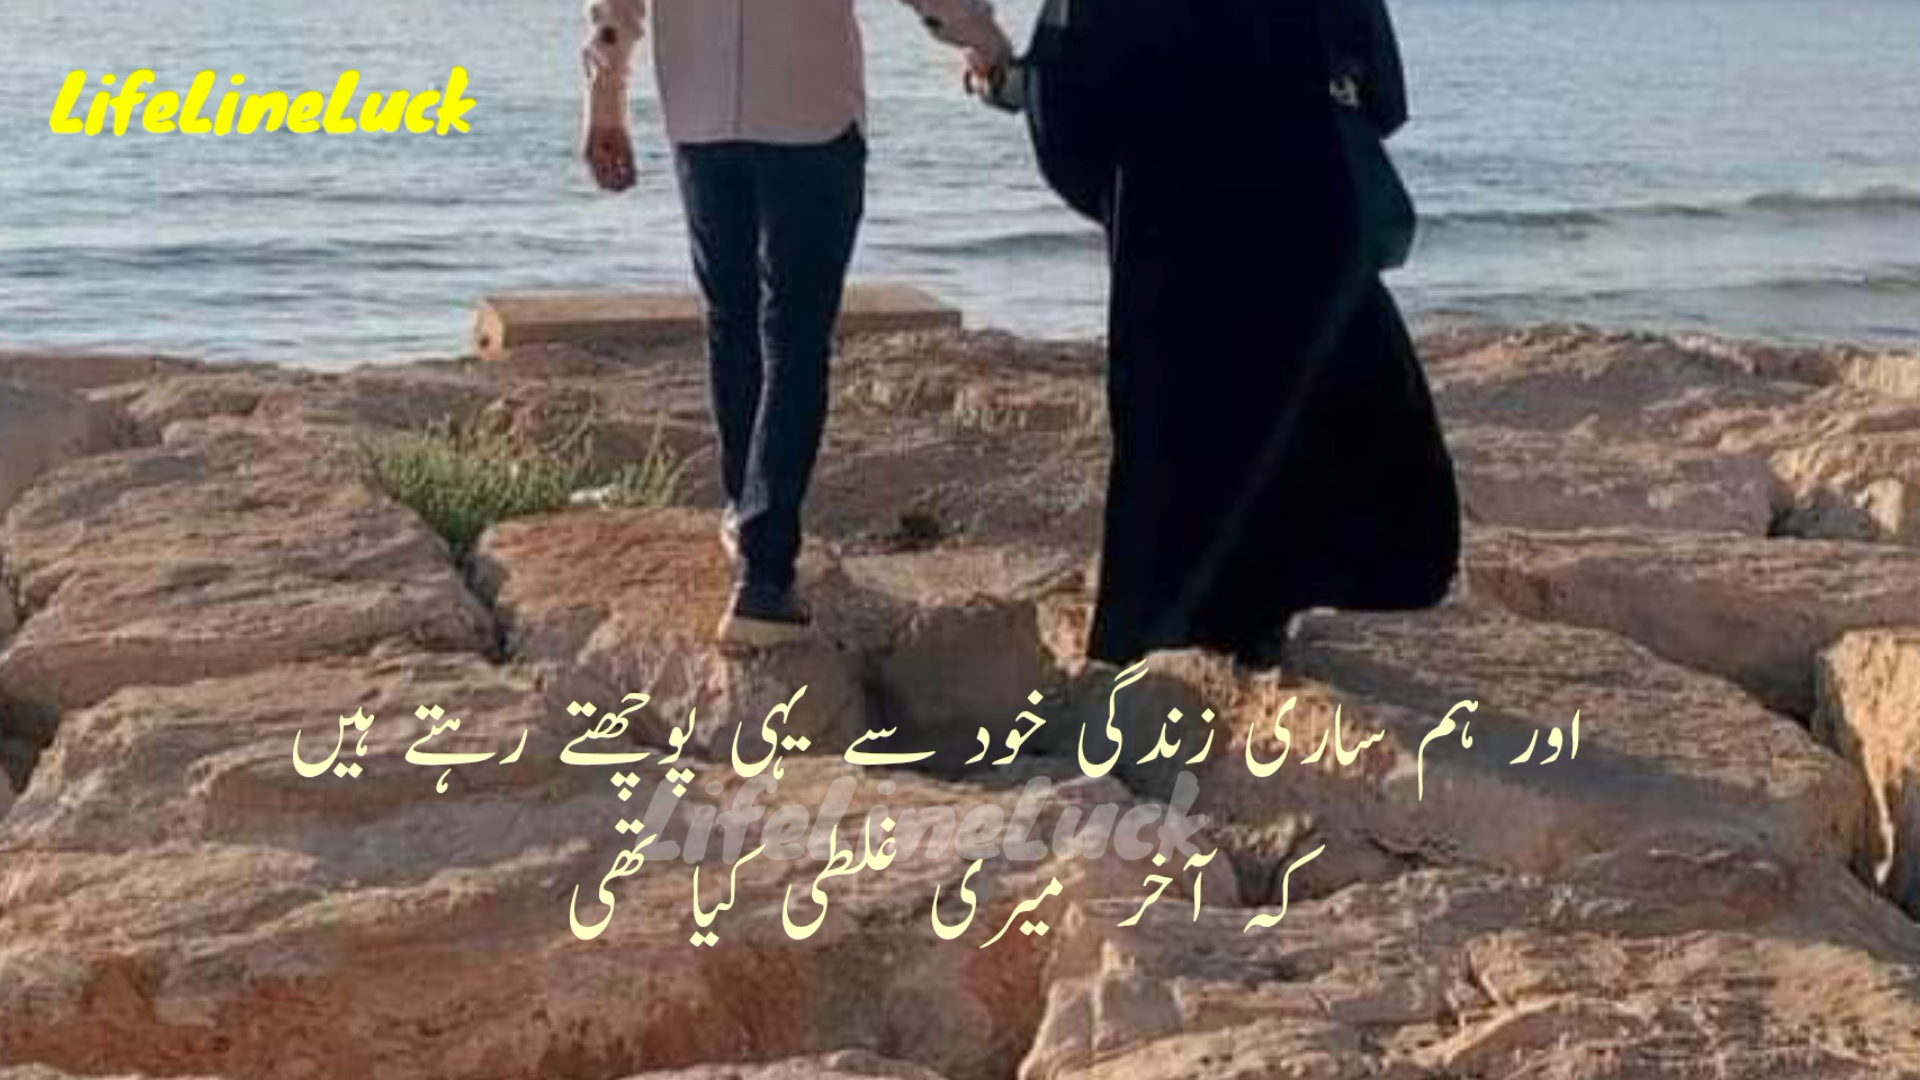 LifeLineLuck
اور ہم ساری زندگی خود سے یہی پوچھتے رہتے ہیں
LifeLineLuck
کہ آخر میری غلطی کیا تھی